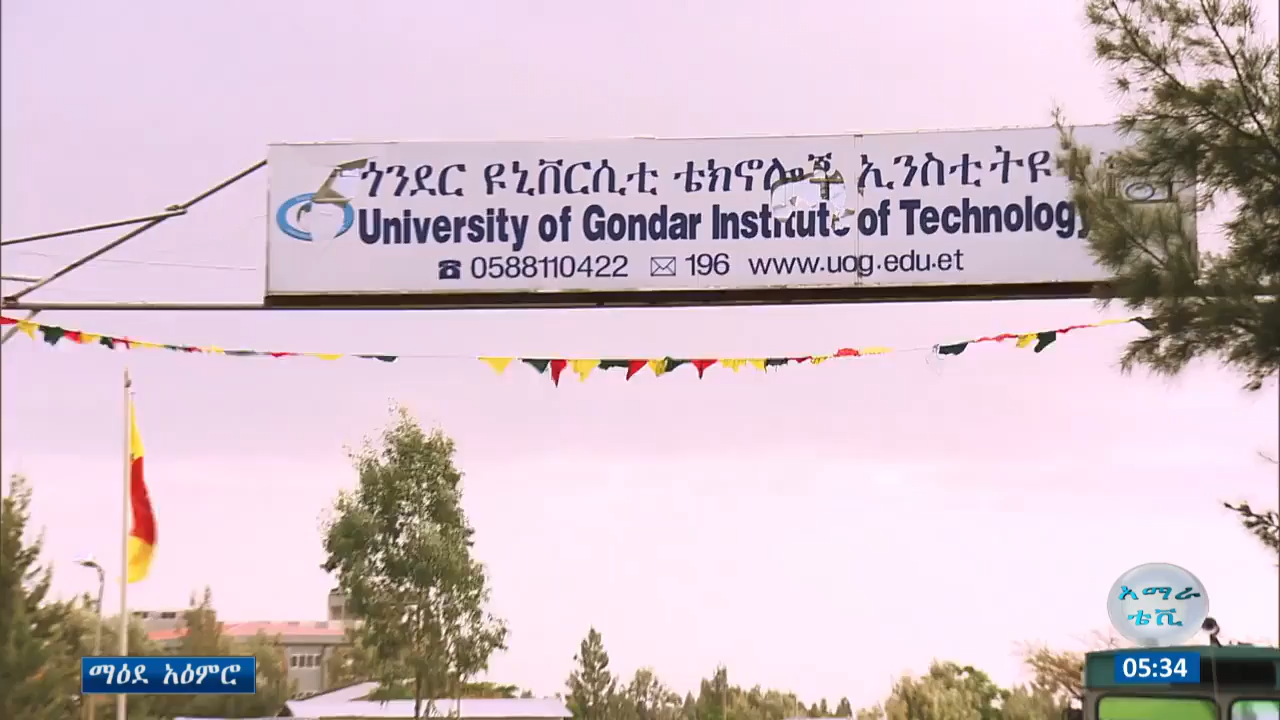 ጎንደር ዩኒቨርሲቲ ቴክኖሎጂ ኢንስቲትዩ
University of Gondar Institute of Technology
☎ 0588110422 ✉ 196 www.uog.edu.et
አማራ
ቴቪ
ማዕደ አዕምሮ
05:34